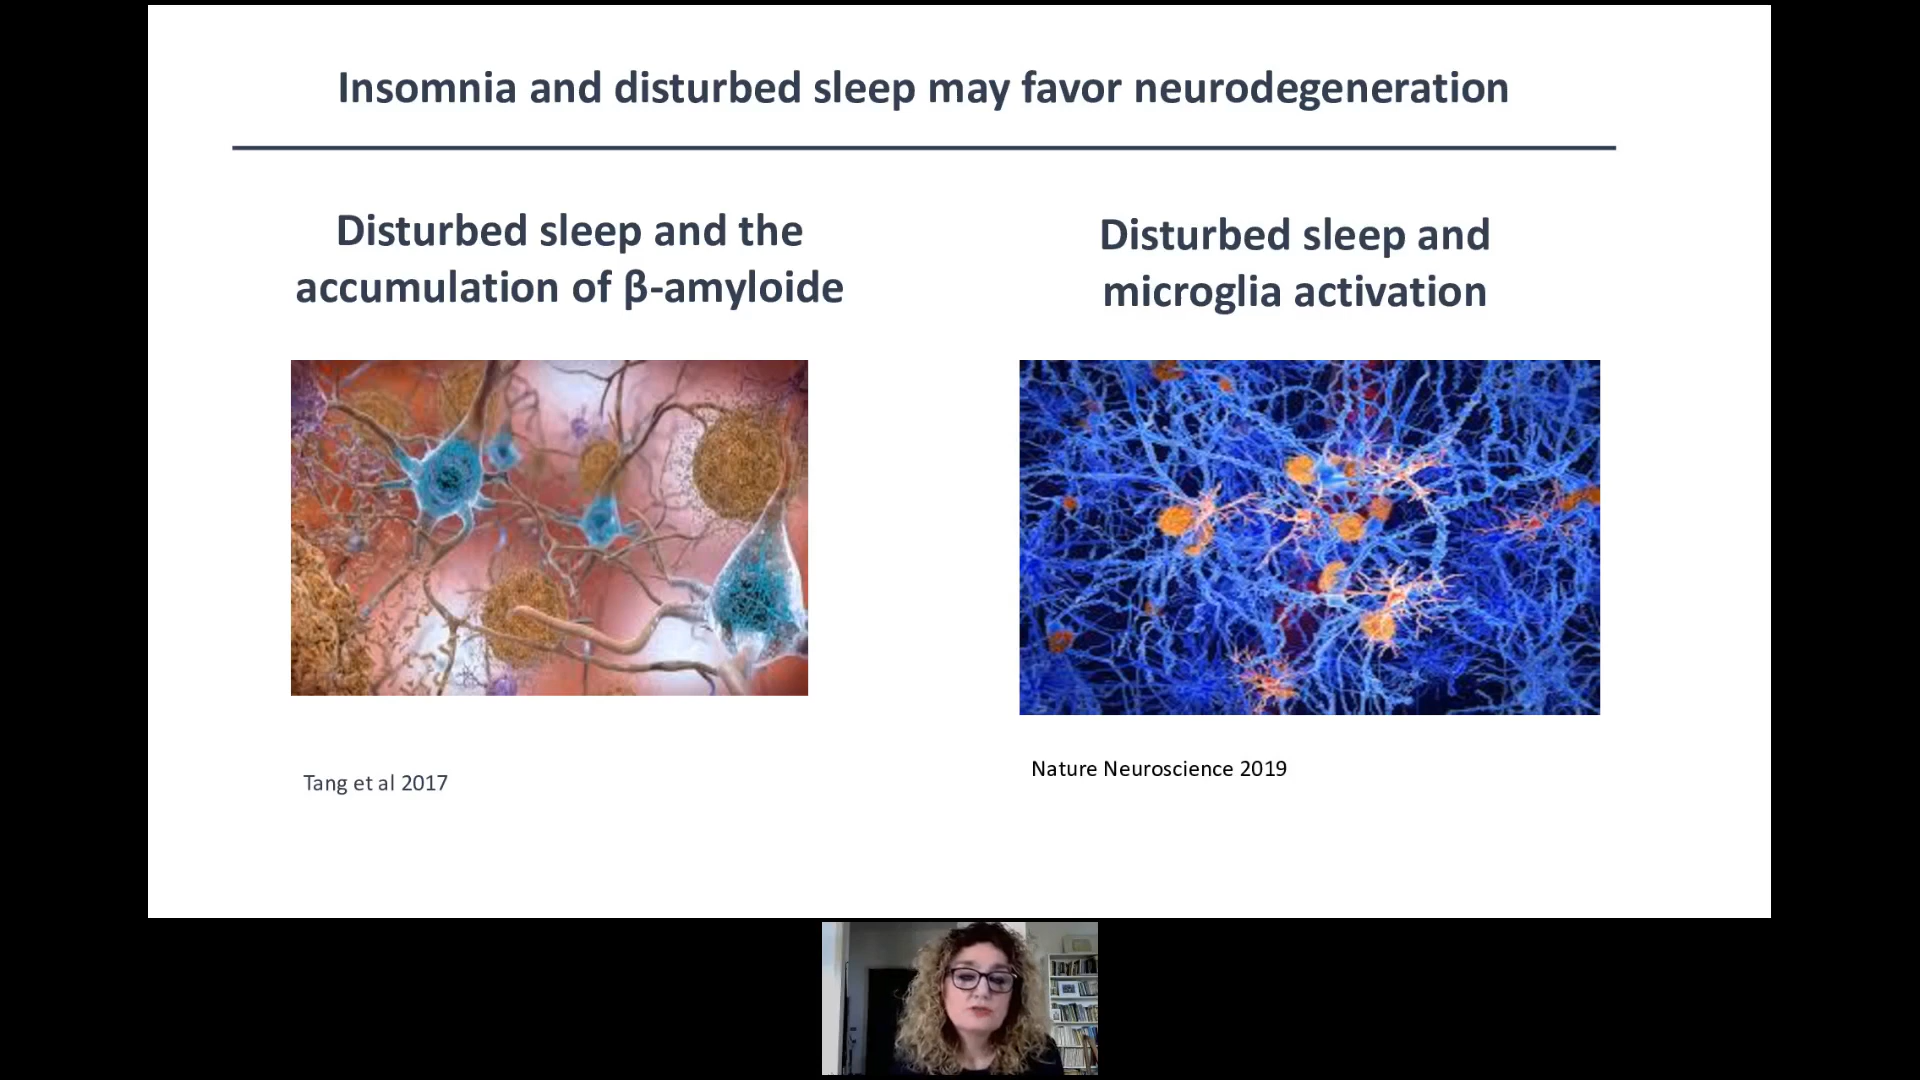 Insomnia and disturbed sleep may favor neurodegeneration
Disturbed sleep and the
accumulation of β-amyloide
Disturbed sleep and
microglia activation
Tang et al 2017
Nature Neuroscience 2019